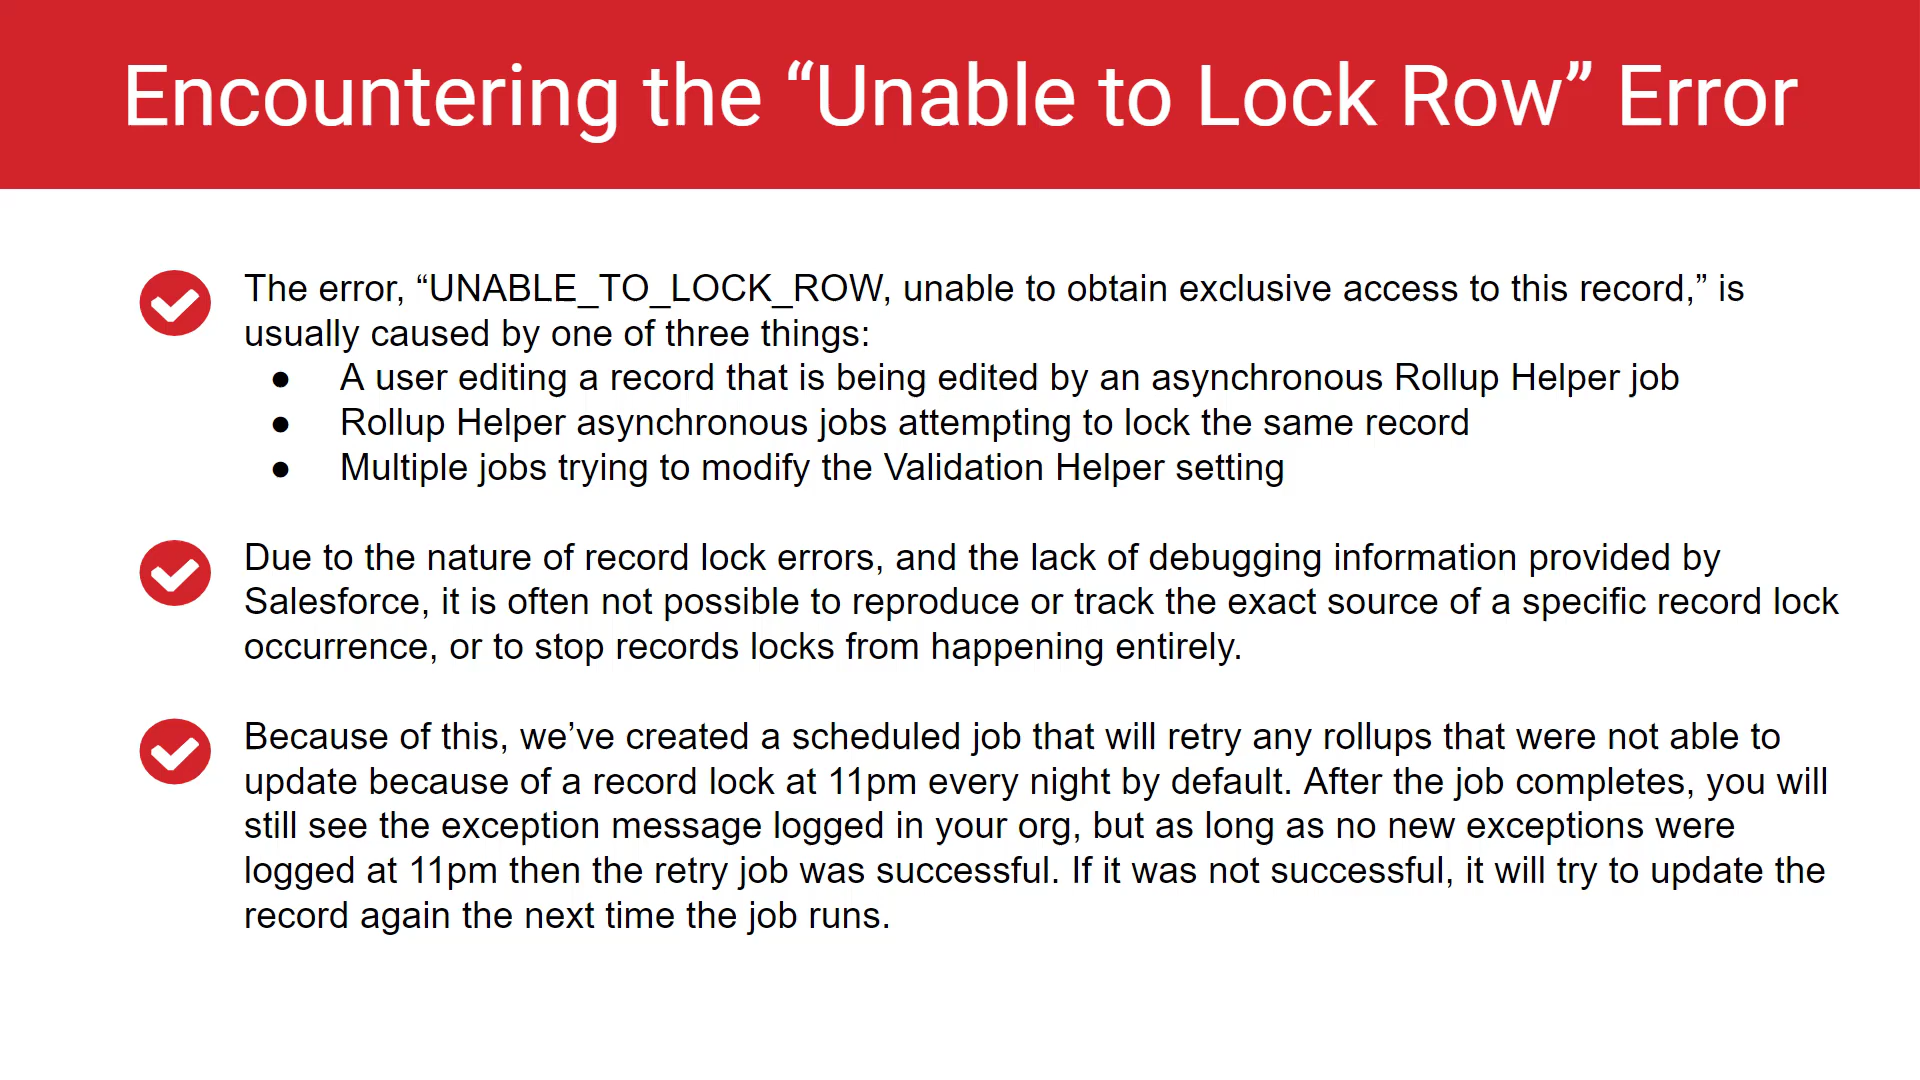 Encountering the “Unable to Lock Row” Error
The error, “UNABLE_TO_LOCK_ROW, unable to obtain exclusive access to this record,” is
usually caused by one of three things:
● A user editing a record that is being edited by an asynchronous Rollup Helper job
● Rollup Helper asynchronous jobs attempting to lock the same record
● Multiple jobs trying to modify the Validation Helper setting
Due to the nature of record lock errors, and the lack of debugging information provided by
Salesforce, it is often not possible to reproduce or track the exact source of a specific record lock
occurrence, or to stop records locks from happening entirely.
Because of this, we’ve created a scheduled job that will retry any rollups that were not able to
update because of a record lock at 11pm every night by default. After the job completes, you will
still see the exception message logged in your org, but as long as no new exceptions were
logged at 11pm then the retry job was successful. If it was not successful, it will try to update the
record again the next time the job runs.